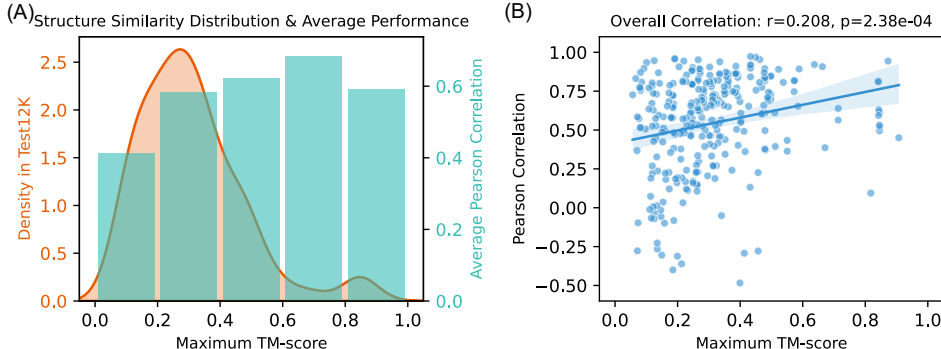 (A)
Structure Similarity Distribution & Average Performance
Density in Test12K
2.5
2.0
1.5
1.0
0.5
0.0
0.0 0.2 0.4 0.6 0.8 1.0
Maximum TM-score
0.6
0.4
0.2
0.0
Average Pearson Correlation
(B)
Overall Correlation: r=0.208, p=2.38e-04
Pearson Correlation
1.00
0.75
0.50
0.25
0.00
−0.25
−0.50
0.0 0.2 0.4 0.6 0.8 1.0
Maximum TM-score